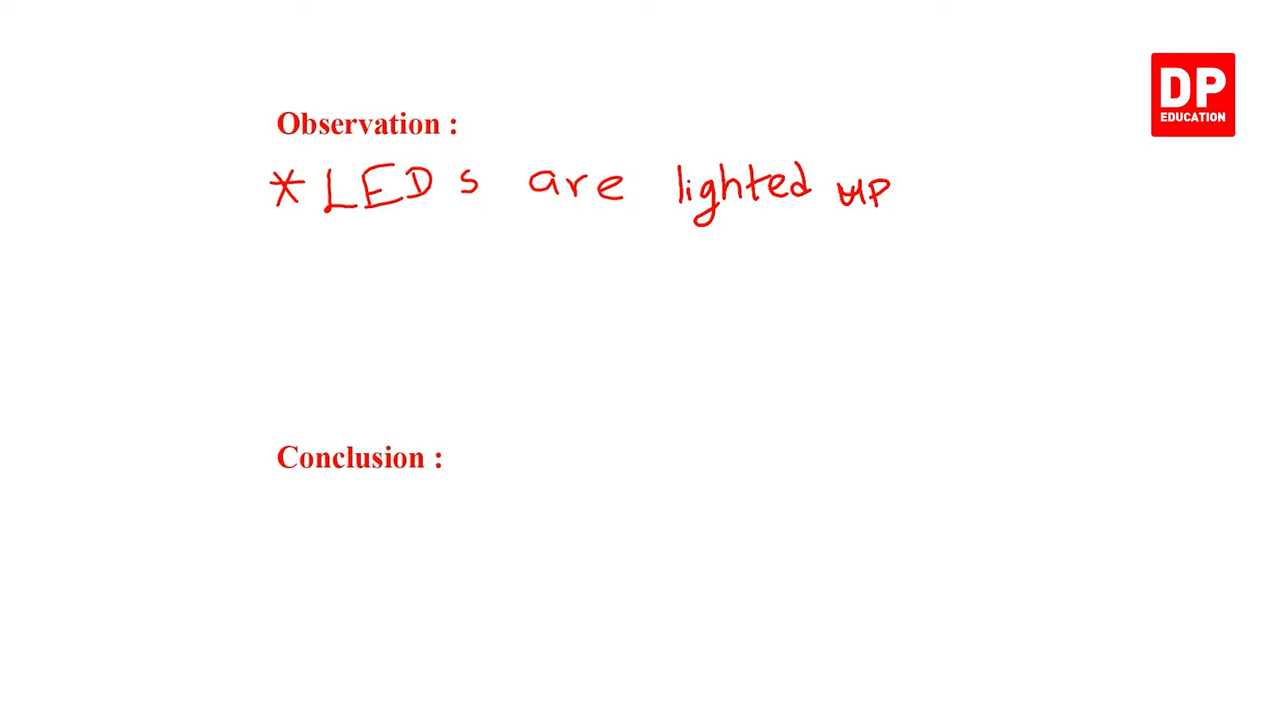 DP
EDUCATION
Observation :
* LEDs are lighted up
Conclusion :